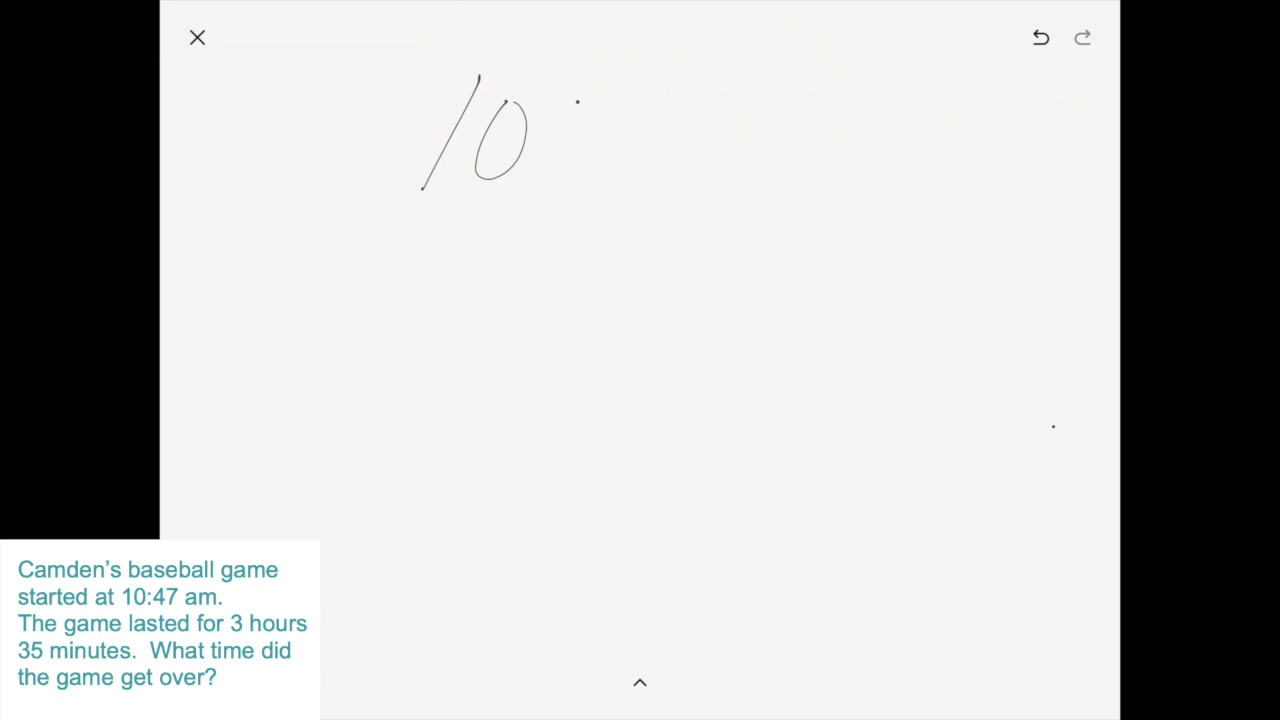 10
Camden’s baseball game
started at 10:47 am.
The game lasted for 3 hours
35 minutes.  What time did
the game get over?